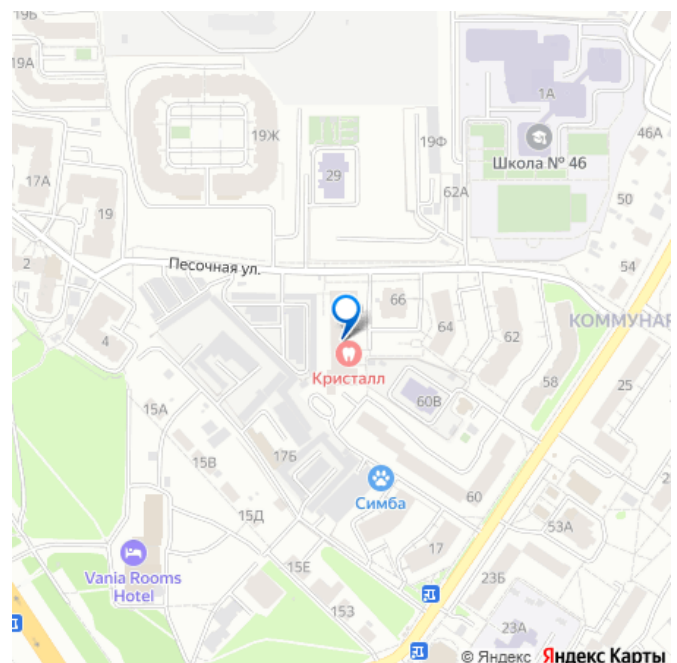 19Б
19А
1А
19Ж
19Ф
46А
Школа № 46
17А
29
62А
50
19
2
Песочная ул.
54
66
КОММУНАР
4
64
62
Кристалл
58
25
15А
60В
15В
17Б
Симба
60
15Д
53А
17
Vania Rooms
Hotel
15Е
23Б
153
23А
© Яндекс Яндекс Карты